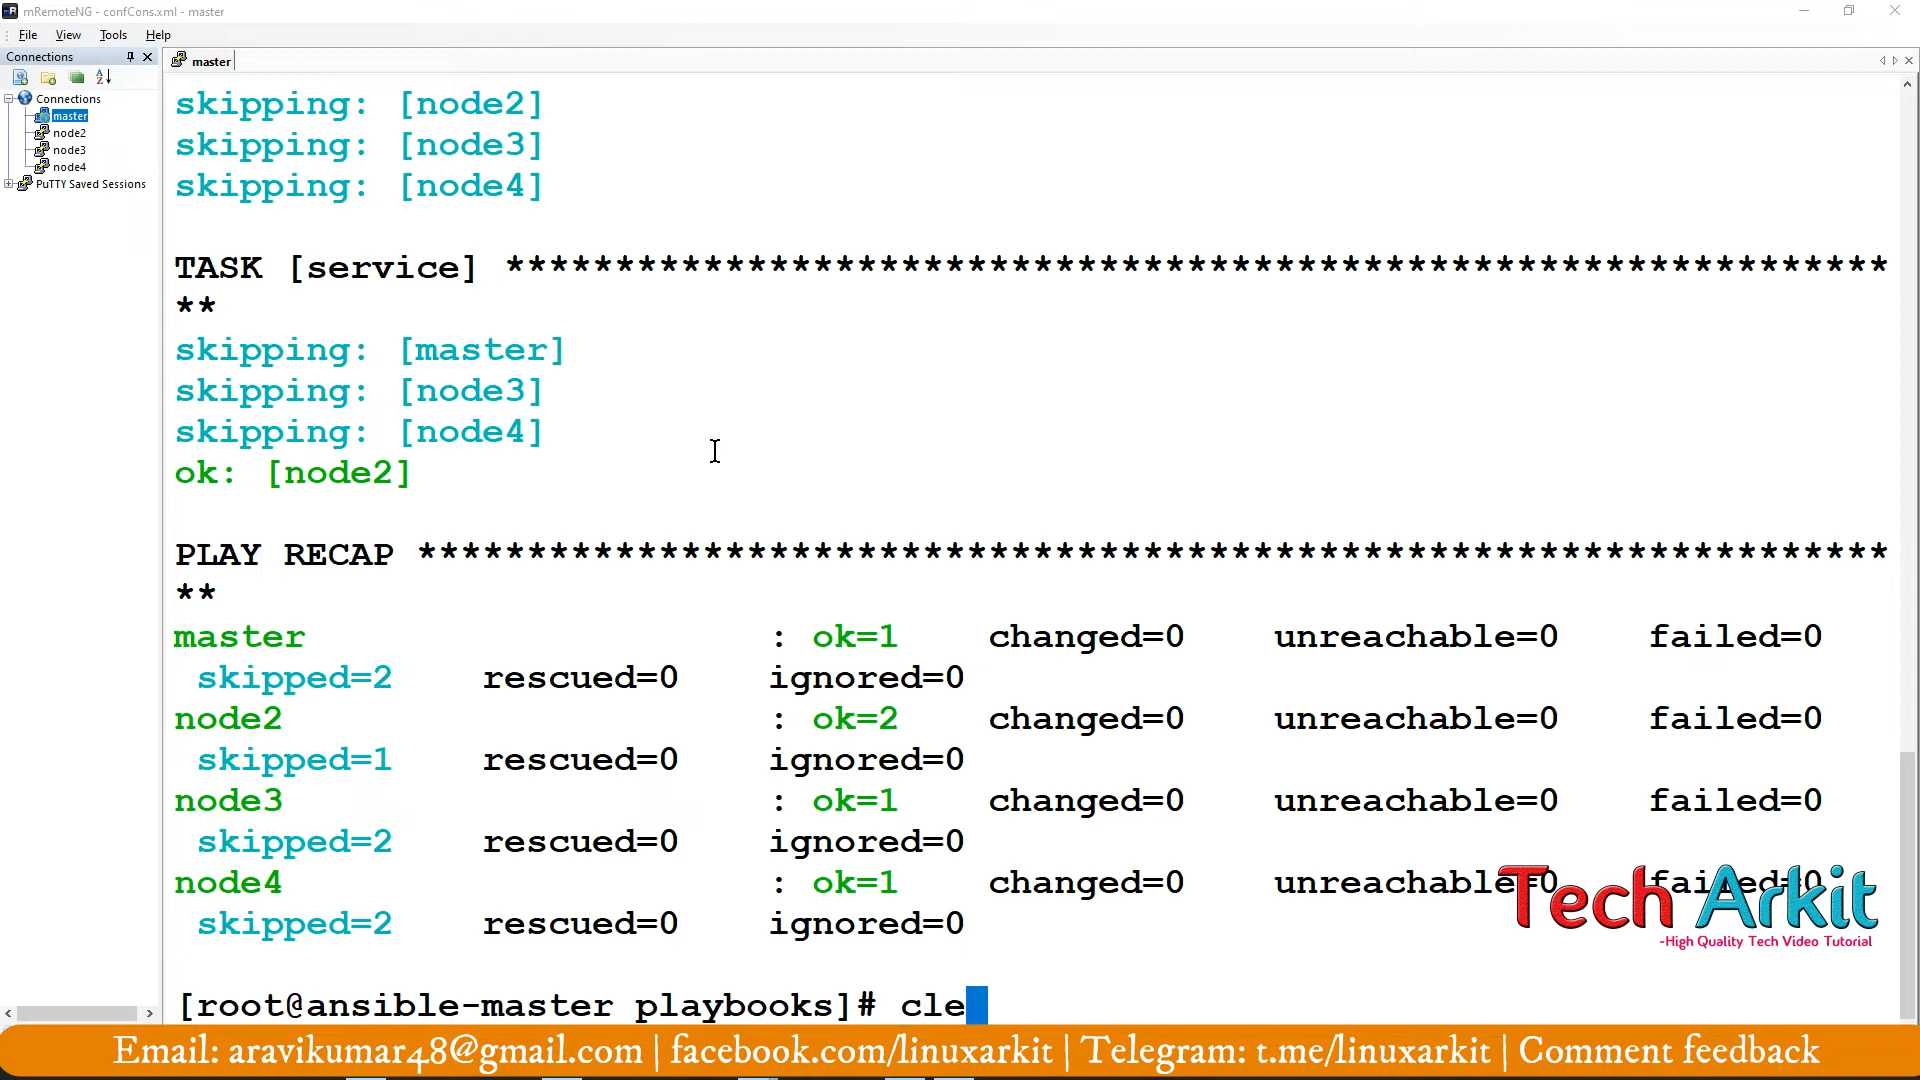 mRemoteNG - confCons.xml - master
File View Tools Help
Connections
master
Connections
master
node2
node3
node4
PuTTY Saved Sessions
skipping: [node2]
skipping: [node3]
skipping: [node4]
TASK [service] ***************************************************************
**
skipping: [master]
skipping: [node3]
skipping: [node4]
ok: [node2]
PLAY RECAP *******************************************************************
**
master : ok=1 changed=0 unreachable=0 failed=0
skipped=2 rescued=0 ignored=0
node2 : ok=2 changed=0 unreachable=0 failed=0
skipped=1 rescued=0 ignored=0
node3 : ok=1 changed=0 unreachable=0 failed=0
skipped=2 rescued=0 ignored=0
node4 : ok=1 changed=0 unreachable=0 failed=0
skipped=2 rescued=0 ignored=0
Tech Arkit
-High Quality Tech Video Tutorial
[root@ansible-master playbooks]# cle
Email: aravikumar48@gmail.com | facebook.com/linuxarkit | Telegram: t.me/linuxarkit | Comment feedback